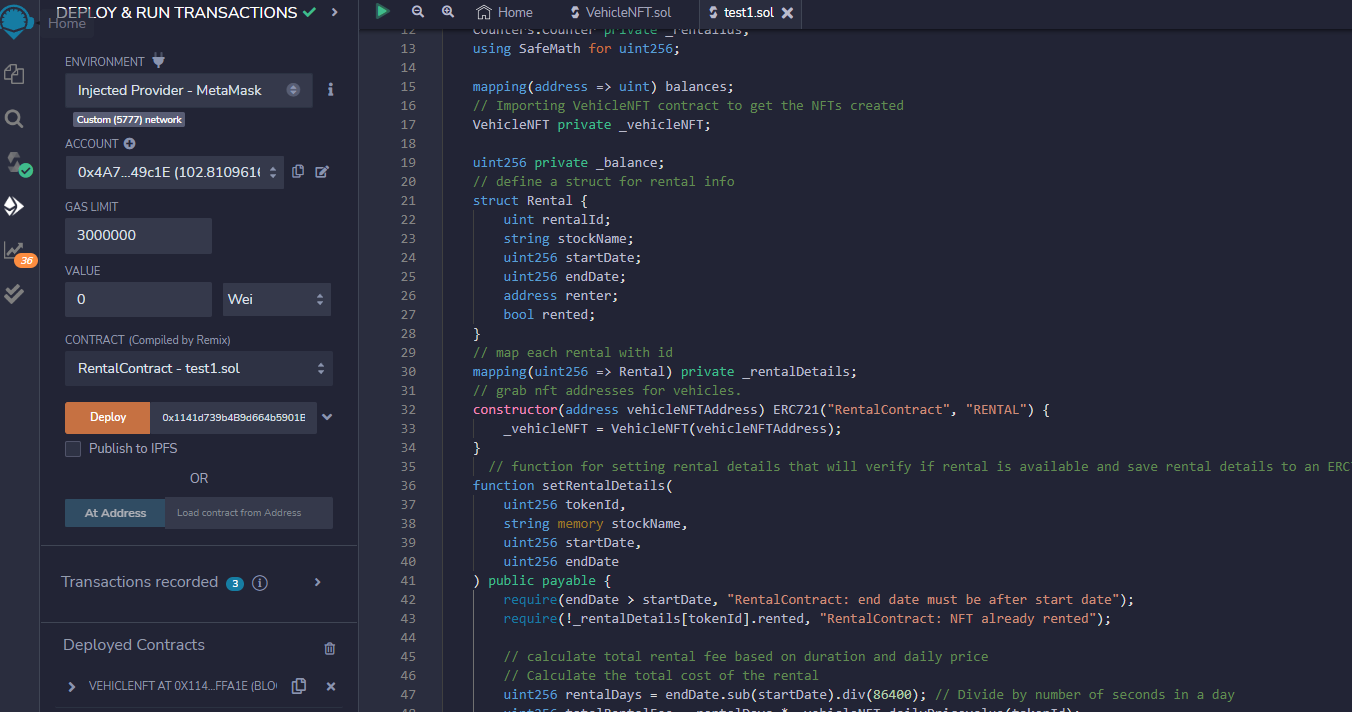 DEPLOY & RUN TRANSACTIONS
Home
ENVIRONMENT
Injected Provider - MetaMask
Custom (5777) network
ACCOUNT
0x4A7...49c1E (102.8109616
GAS LIMIT
3000000
VALUE
0 Wei
CONTRACT (Compiled by Remix)
RentalContract - test1.sol
Deploy 0x1141d739b4B9d664b5901E
Publish to IPFS
OR
At Address Load contract from Address
Transactions recorded 3
Deployed Contracts
VEHICLENFT AT 0X114...FFA1E (BLO
36
Home VehicleNFT.sol test1.sol
12 Counters.Counter private _rentalIds;
13 using SafeMath for uint256;
14
15 mapping(address => uint) balances;
16 // Importing VehicleNFT contract to get the NFTs created
17 VehicleNFT private _vehicleNFT;
18
19 uint256 private _balance;
20 // define a struct for rental info
21 struct Rental {
22 uint rentalId;
23 string stockName;
24 uint256 startDate;
25 uint256 endDate;
26 address renter;
27 bool rented;
28 }
29 // map each rental with id
30 mapping(uint256 => Rental) private _rentalDetails;
31 // grab nft addresses for vehicles.
32 constructor(address vehicleNFTAddress) ERC721("RentalContract", "RENTAL") {
33 _vehicleNFT = VehicleNFT(vehicleNFTAddress);
34 }
35 // function for setting rental details that will verify if rental is available and save rental details to an ERC7
36 function setRentalDetails(
37 uint256 tokenId,
38 string memory stockName,
39 uint256 startDate,
40 uint256 endDate
41 ) public payable {
42 require(endDate > startDate, "RentalContract: end date must be after start date");
43 require(!_rentalDetails[tokenId].rented, "RentalContract: NFT already rented");
44
45 // calculate total rental fee based on duration and daily price
46 // Calculate the total cost of the rental
47 uint256 rentalDays = endDate.sub(startDate).div(86400); // Divide by number of seconds in a day